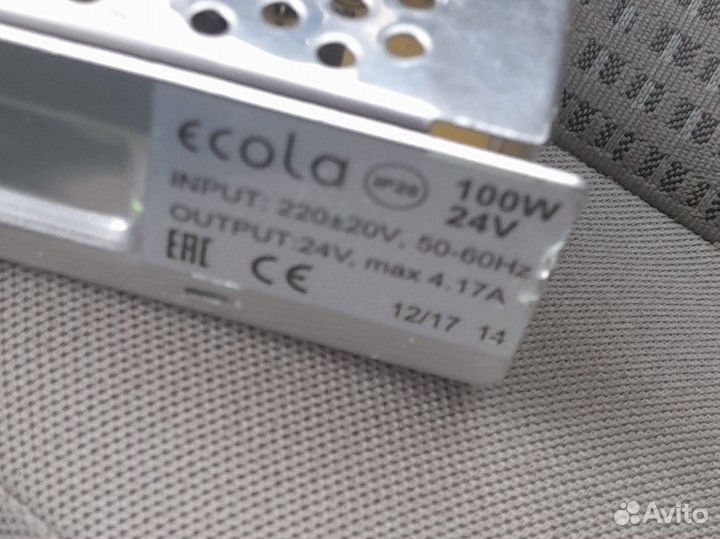 ecola IP20 100W
24V
INPUT: 220±20V, 50-60Hz
OUTPUT:24V, max 4.17A
EAC CE
12/17 14
Avito